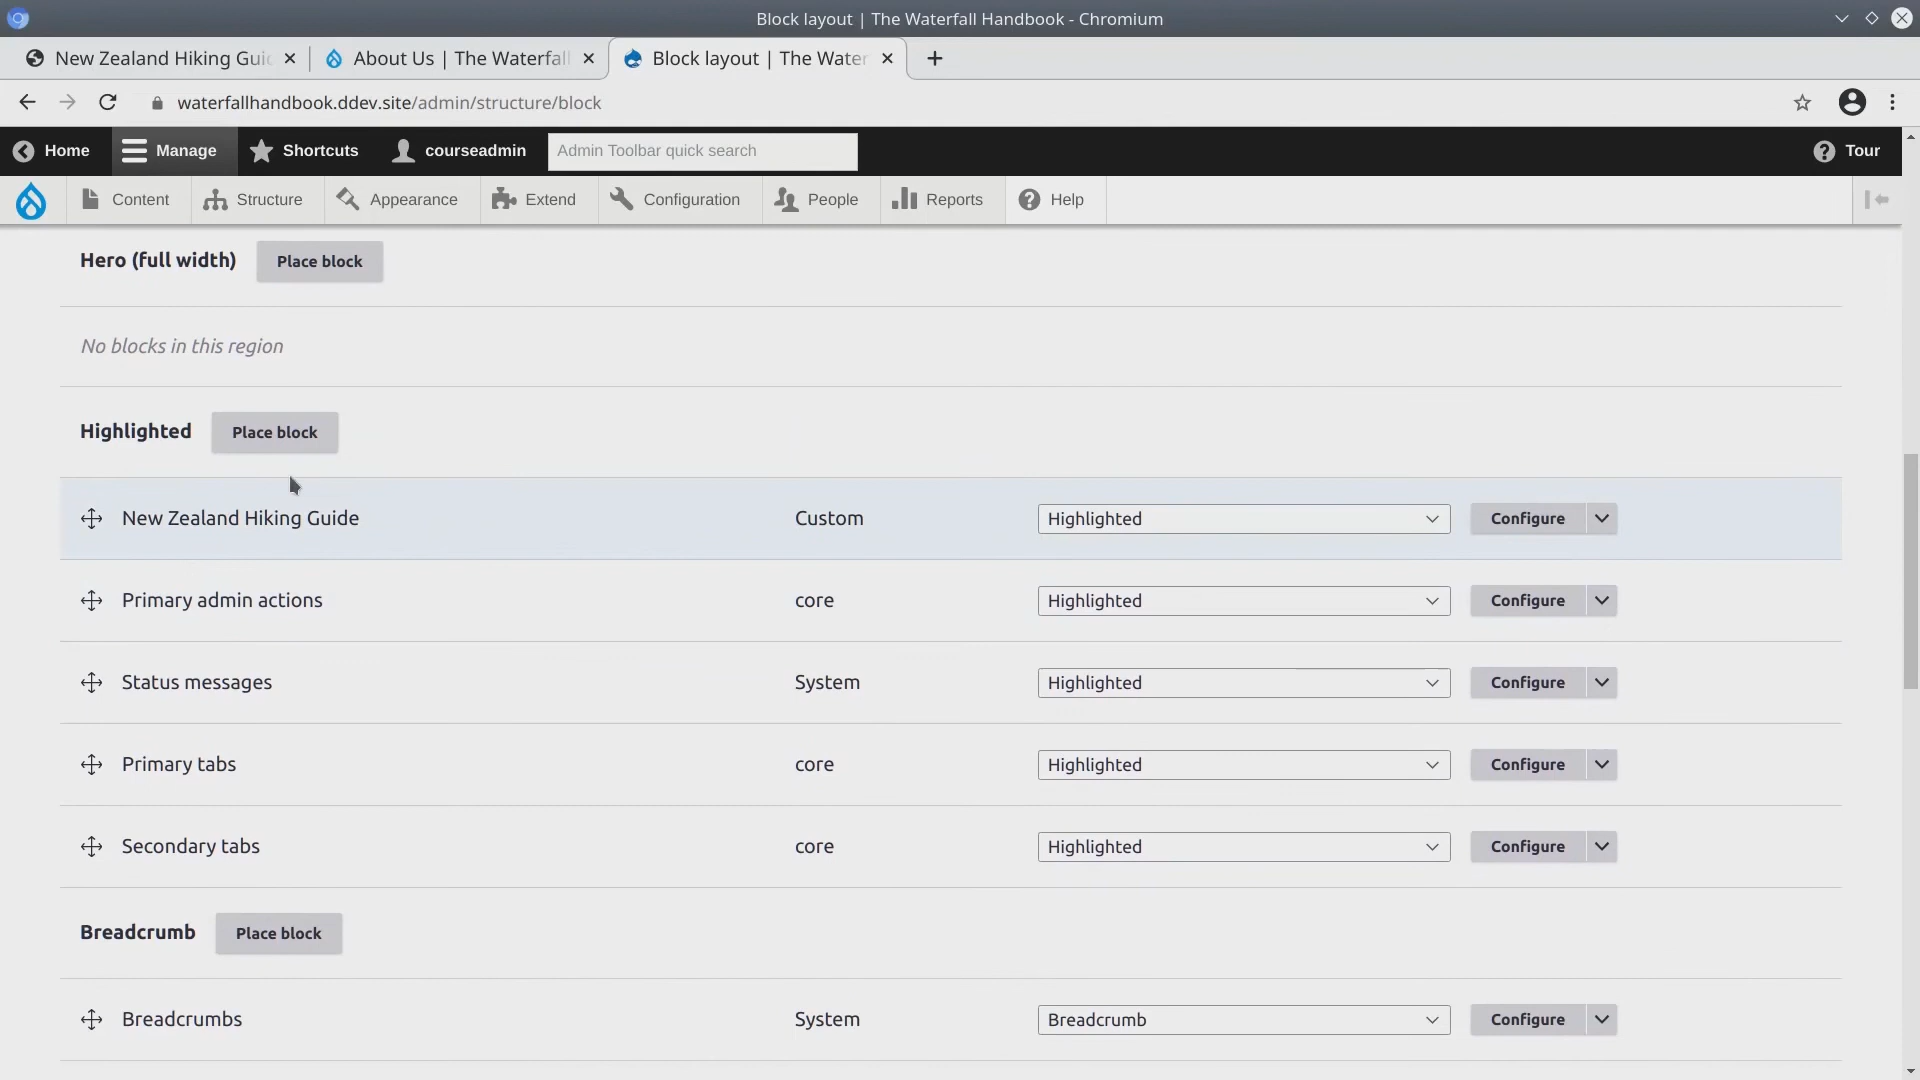 Block layout | The Waterfall Handbook - Chromium
New Zealand Hiking Guid
About Us | The Waterfall
Block layout | The Water
waterfallhandbook.ddev.site/admin/structure/block
Home
Manage
Shortcuts
courseadmin
Admin Toolbar quick search
Tour
Content
Structure
Appearance
Extend
Configuration
People
Reports
Help
Hero (full width) Place block
No blocks in this region
Highlighted Place block
New Zealand Hiking Guide Custom Highlighted Configure
Primary admin actions core Highlighted Configure
Status messages System Highlighted Configure
Primary tabs core Highlighted Configure
Secondary tabs core Highlighted Configure
Breadcrumb Place block
Breadcrumbs System Breadcrumb Configure